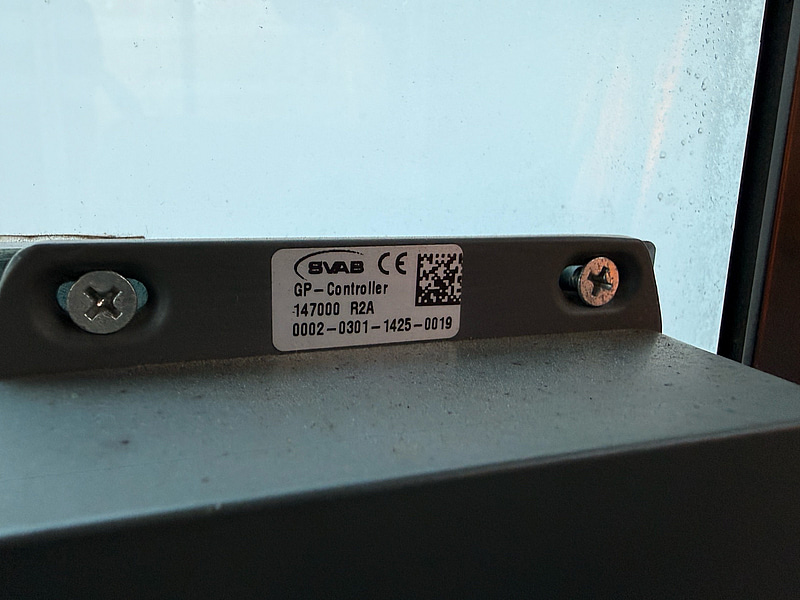 SVAB CE
GP-Controller
147000 R2A
0002-0301-1425-0019